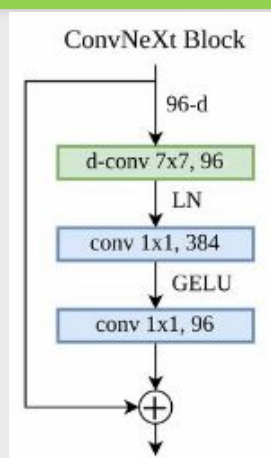 ConvNeXt Block
96-d
d-conv 7x7, 96
LN
conv 1x1, 384
GELU
conv 1x1, 96
+